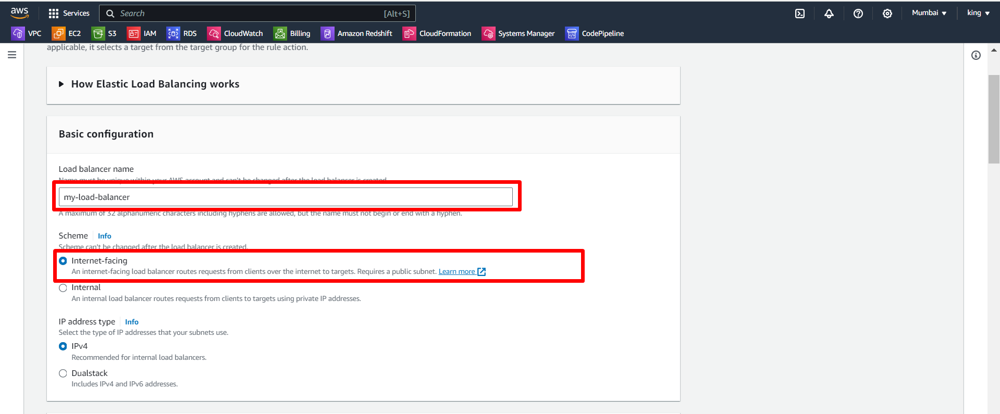 aws Services Search [Alt+S] Mumbai king
VPC EC2 S3 IAM RDS CloudWatch Billing Amazon Redshift CloudFormation Systems Manager CodePipeline
applicable, it selects a target from the target group for the rule action.
How Elastic Load Balancing works
Basic configuration
Load balancer name
Name must be unique within your AWS account and can't be changed after the load balancer is created.
my-load-balancer
A maximum of 32 alphanumeric characters including hyphens are allowed, but the name must not begin or end with a hyphen.
Scheme Info
Scheme can't be changed after the load balancer is created.
Internet-facing
An internet-facing load balancer routes requests from clients over the internet to targets. Requires a public subnet. Learn more
Internal
An internal load balancer routes requests from clients to targets using private IP addresses.
IP address type Info
Select the type of IP addresses that your subnets use.
IPv4
Recommended for internal load balancers.
Dualstack
Includes IPv4 and IPv6 addresses.